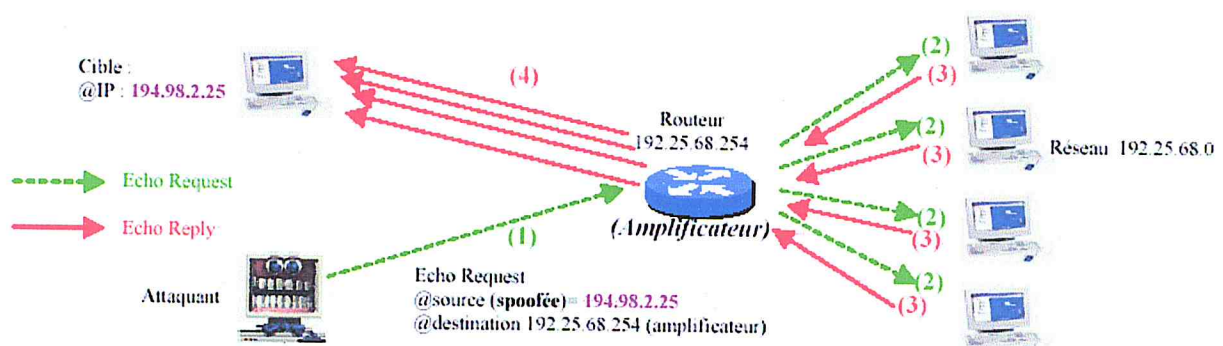 Cible :
@IP : 194.98.2.25
(4)
(2)
(3)
Routeur
192.25.68.254
(2)
(3)
Réseau 192.25.68.0
Echo Request
Echo Reply
(Amplificateur)
(2)
(3)
(1)
(2)
(3)
Attaquant
Echo Request
@source (spoofée)= 194.98.2.25
@destination 192.25.68.254 (amplificateur)